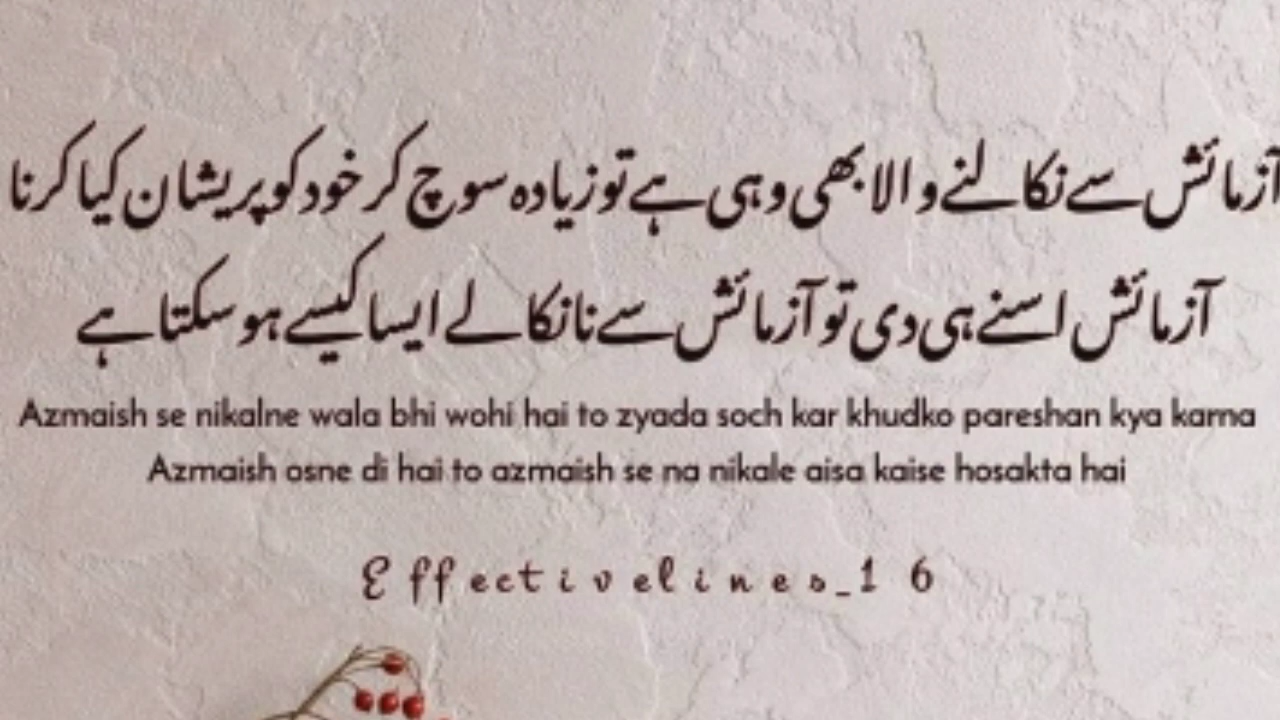 آزمائش سے نکالنے والا بھی وہی ہے تو زیادہ سوچ کر خود کو پریشان کیا کرنا
آزمائش اسنے ہی دی تو آزمائش سے نا نکالے ایسا کیسے ہو سکتا ہے
Azmaish se nikalne wala bhi wohi hai to zyada soch kar khudko pareshan kya karna
Azmaish osne di hai to azmaish se na nikale aisa kaise hosakta hai
Effectivelines_16